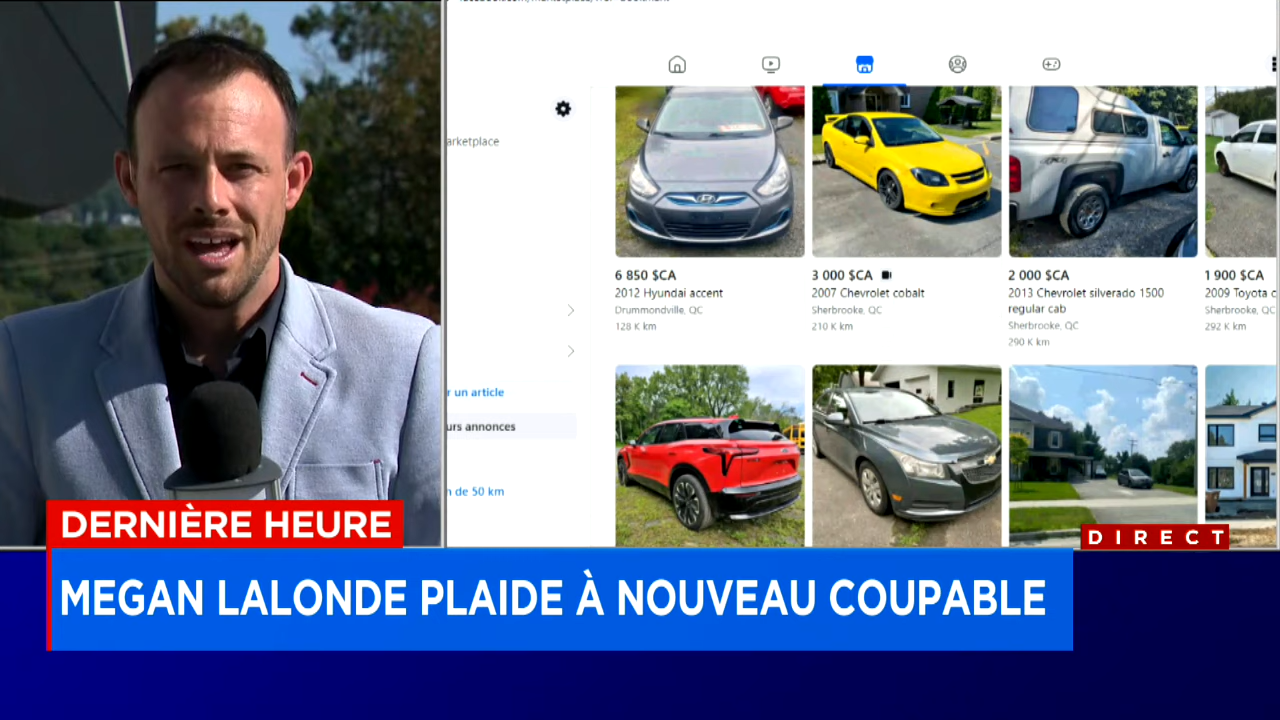 arketplace
r un article
urs annonces
n de 50 km
6 850 $CA
2012 Hyundai accent
Drummondville, QC
128 K km
3 000 $CA
2007 Chevrolet cobalt
Sherbrooke, QC
210 K km
2 000 $CA
2013 Chevrolet silverado 1500
regular cab
Sherbrooke, QC
290 K km
1 900 $CA
2009 Toyota c
Sherbrooke, QC
292 K km
DERNIÈRE HEURE
DIRECT
MEGAN LALONDE PLAIDE À NOUVEAU COUPABLE